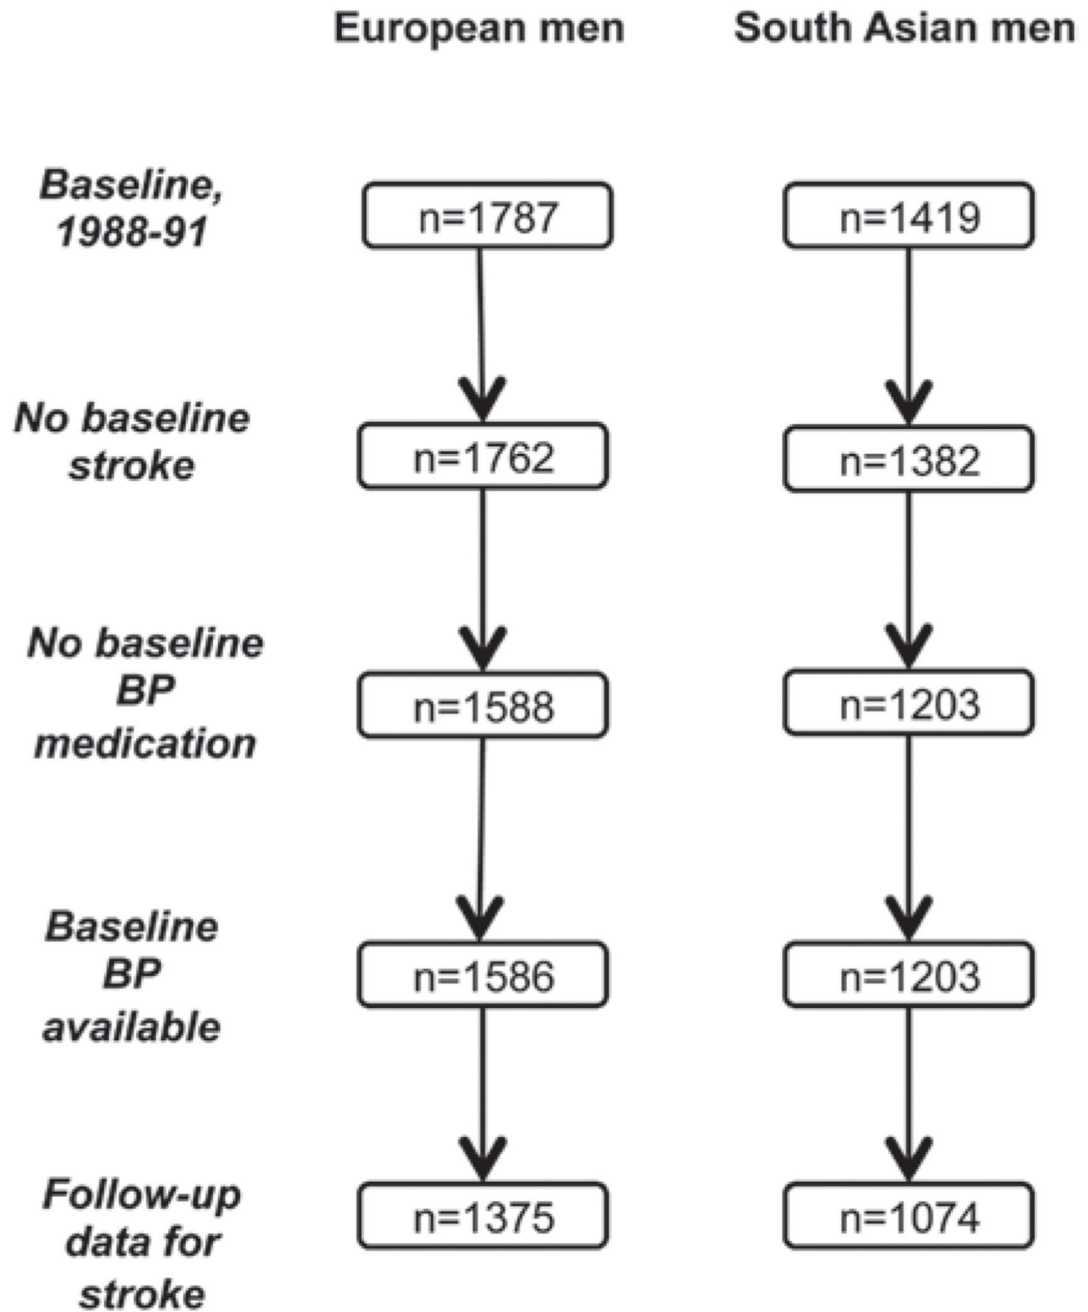 European men
South Asian men
Baseline,
1988-91
n=1787
n=1419
No baseline
stroke
n=1762
n=1382
No baseline
BP
medication
n=1588
n=1203
Baseline
BP
available
n=1586
n=1203
Follow-up
data for
stroke
n=1375
n=1074